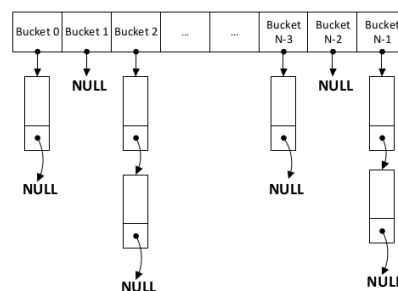 Bucket 0
Bucket 1
Bucket 2
...
...
Bucket
N-3
Bucket
N-2
Bucket
N-1
NULL
NULL
NULL
NULL
NULL
NULL